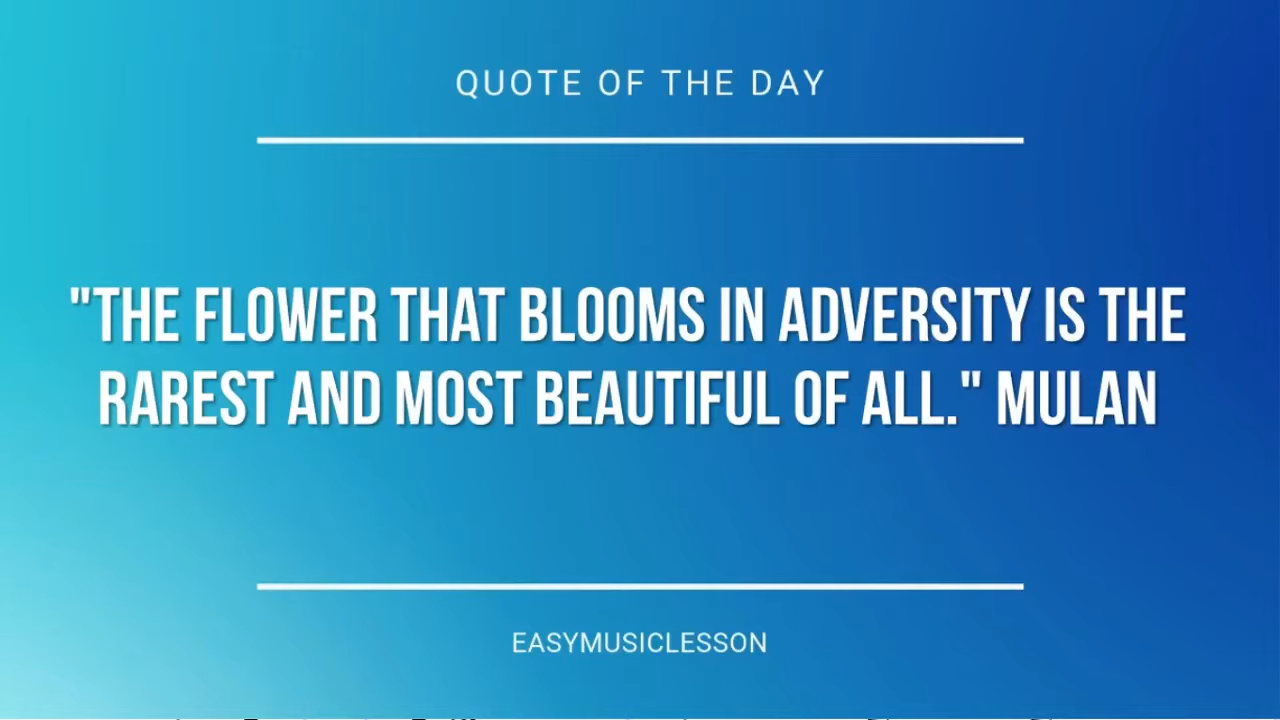 QUOTE OF THE DAY
"THE FLOWER THAT BLOOMS IN ADVERSITY IS THE
RAREST AND MOST BEAUTIFUL OF ALL." MULAN
EASYMUSICLESSON